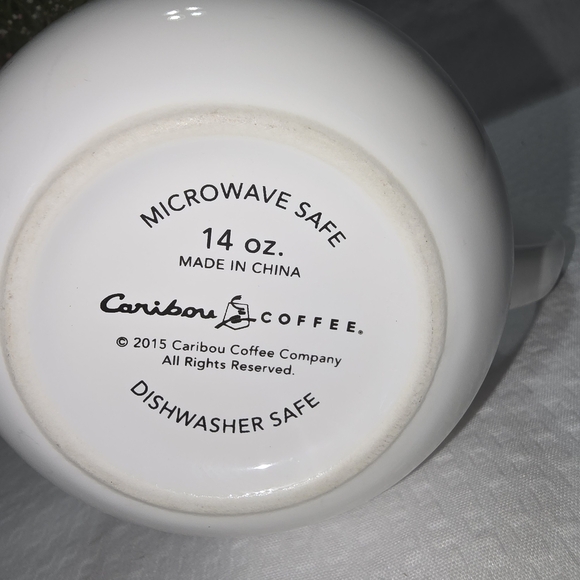 MICROWAVE SAFE
14 oz.
MADE IN CHINA
Caribou COFFEE®
© 2015 Caribou Coffee Company
All Rights Reserved.
DISHWASHER SAFE